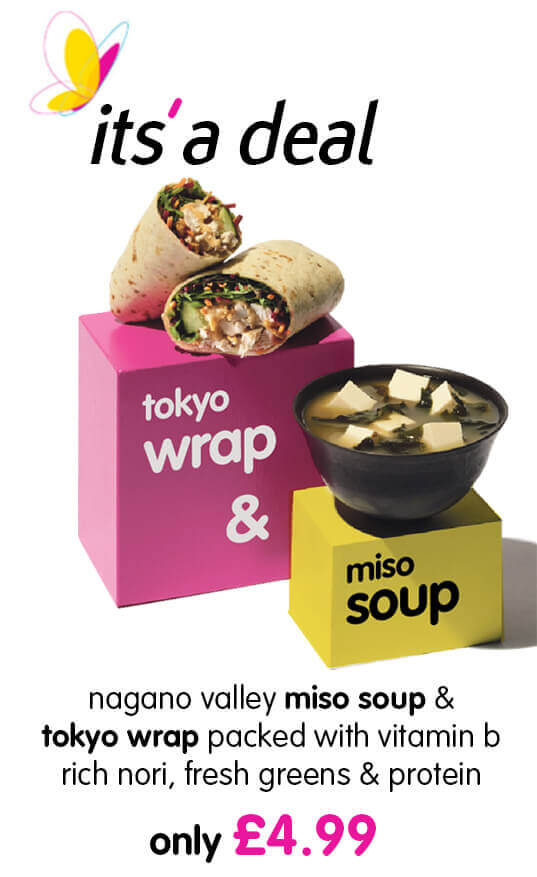 its'a deal
tokyo
wrap
&
miso
soup
nagano valley miso soup &
tokyo wrap packed with vitamin b
rich nori, fresh greens & protein
only £4.99